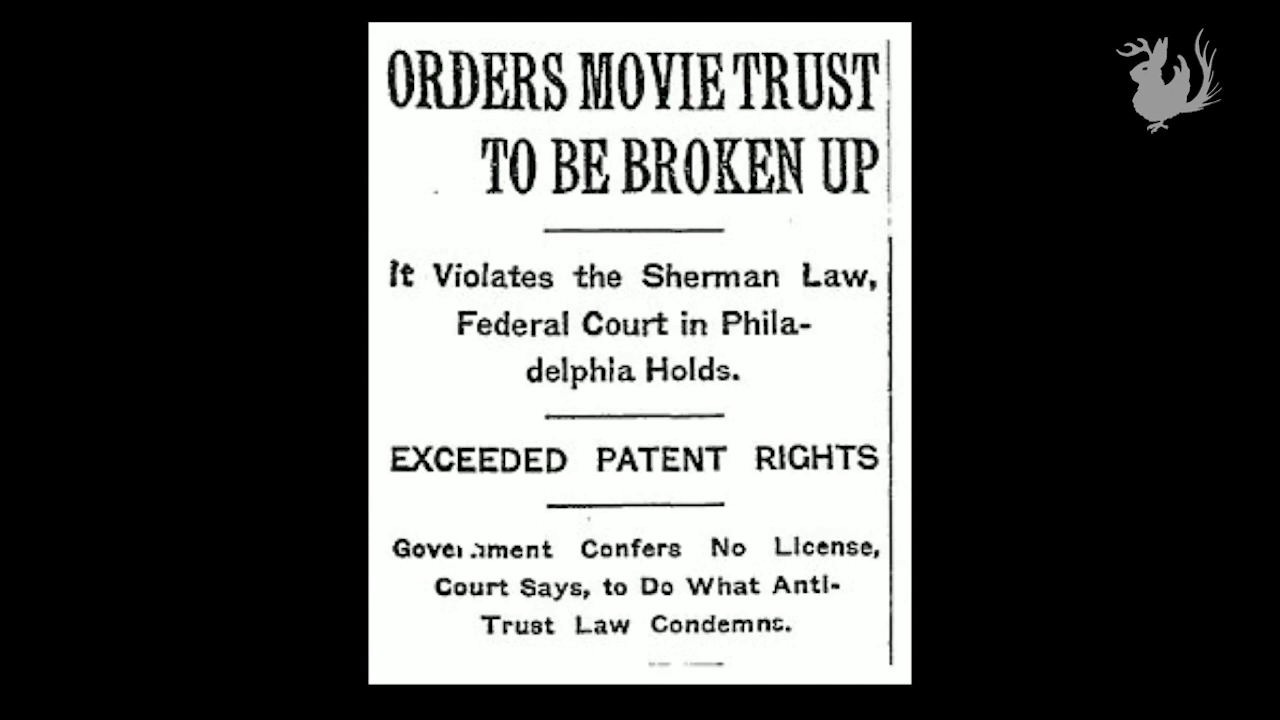 ORDERS MOVIE TRUST
TO BE BROKEN UP
It Violates the Sherman Law,
Federal Court in Phila-
delphia Holds.
EXCEEDED PATENT RIGHTS
Government Confers No License,
Court Says, to Do What Anti-
Trust Law Condemns.